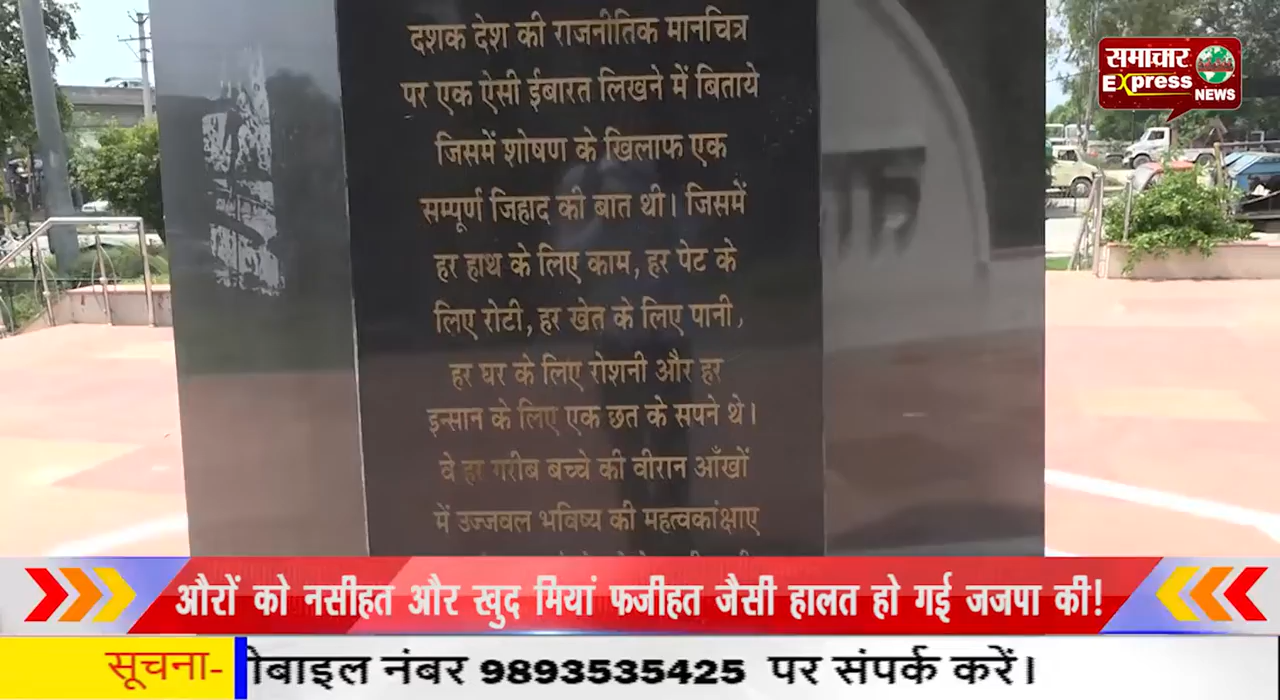 दशक देश की राजनीतिक मानचित्र
पर एक ऐसी ईबारत लिखने में बिताये
जिसमें शोषण के खिलाफ एक
सम्पूर्ण जिहाद की बात थी। जिसमें
हर हाथ के लिए काम, हर पेट के
लिए रोटी, हर खेत के लिए पानी,
हर घर के लिए रोशनी और हर
इन्सान के लिए एक छत के सपने थे।
वे हर गरीब बच्चे की वीरान आँखों
में उज्जवल भविष्य की महत्वकांक्षाए
समाचार
Express
NEWS
औरों को नसीहत और खुद मियां फजीहत जैसी हालत हो गई जजपा की!
सूचना- ोबाइल नंबर 9893535425 पर संपर्क करें।